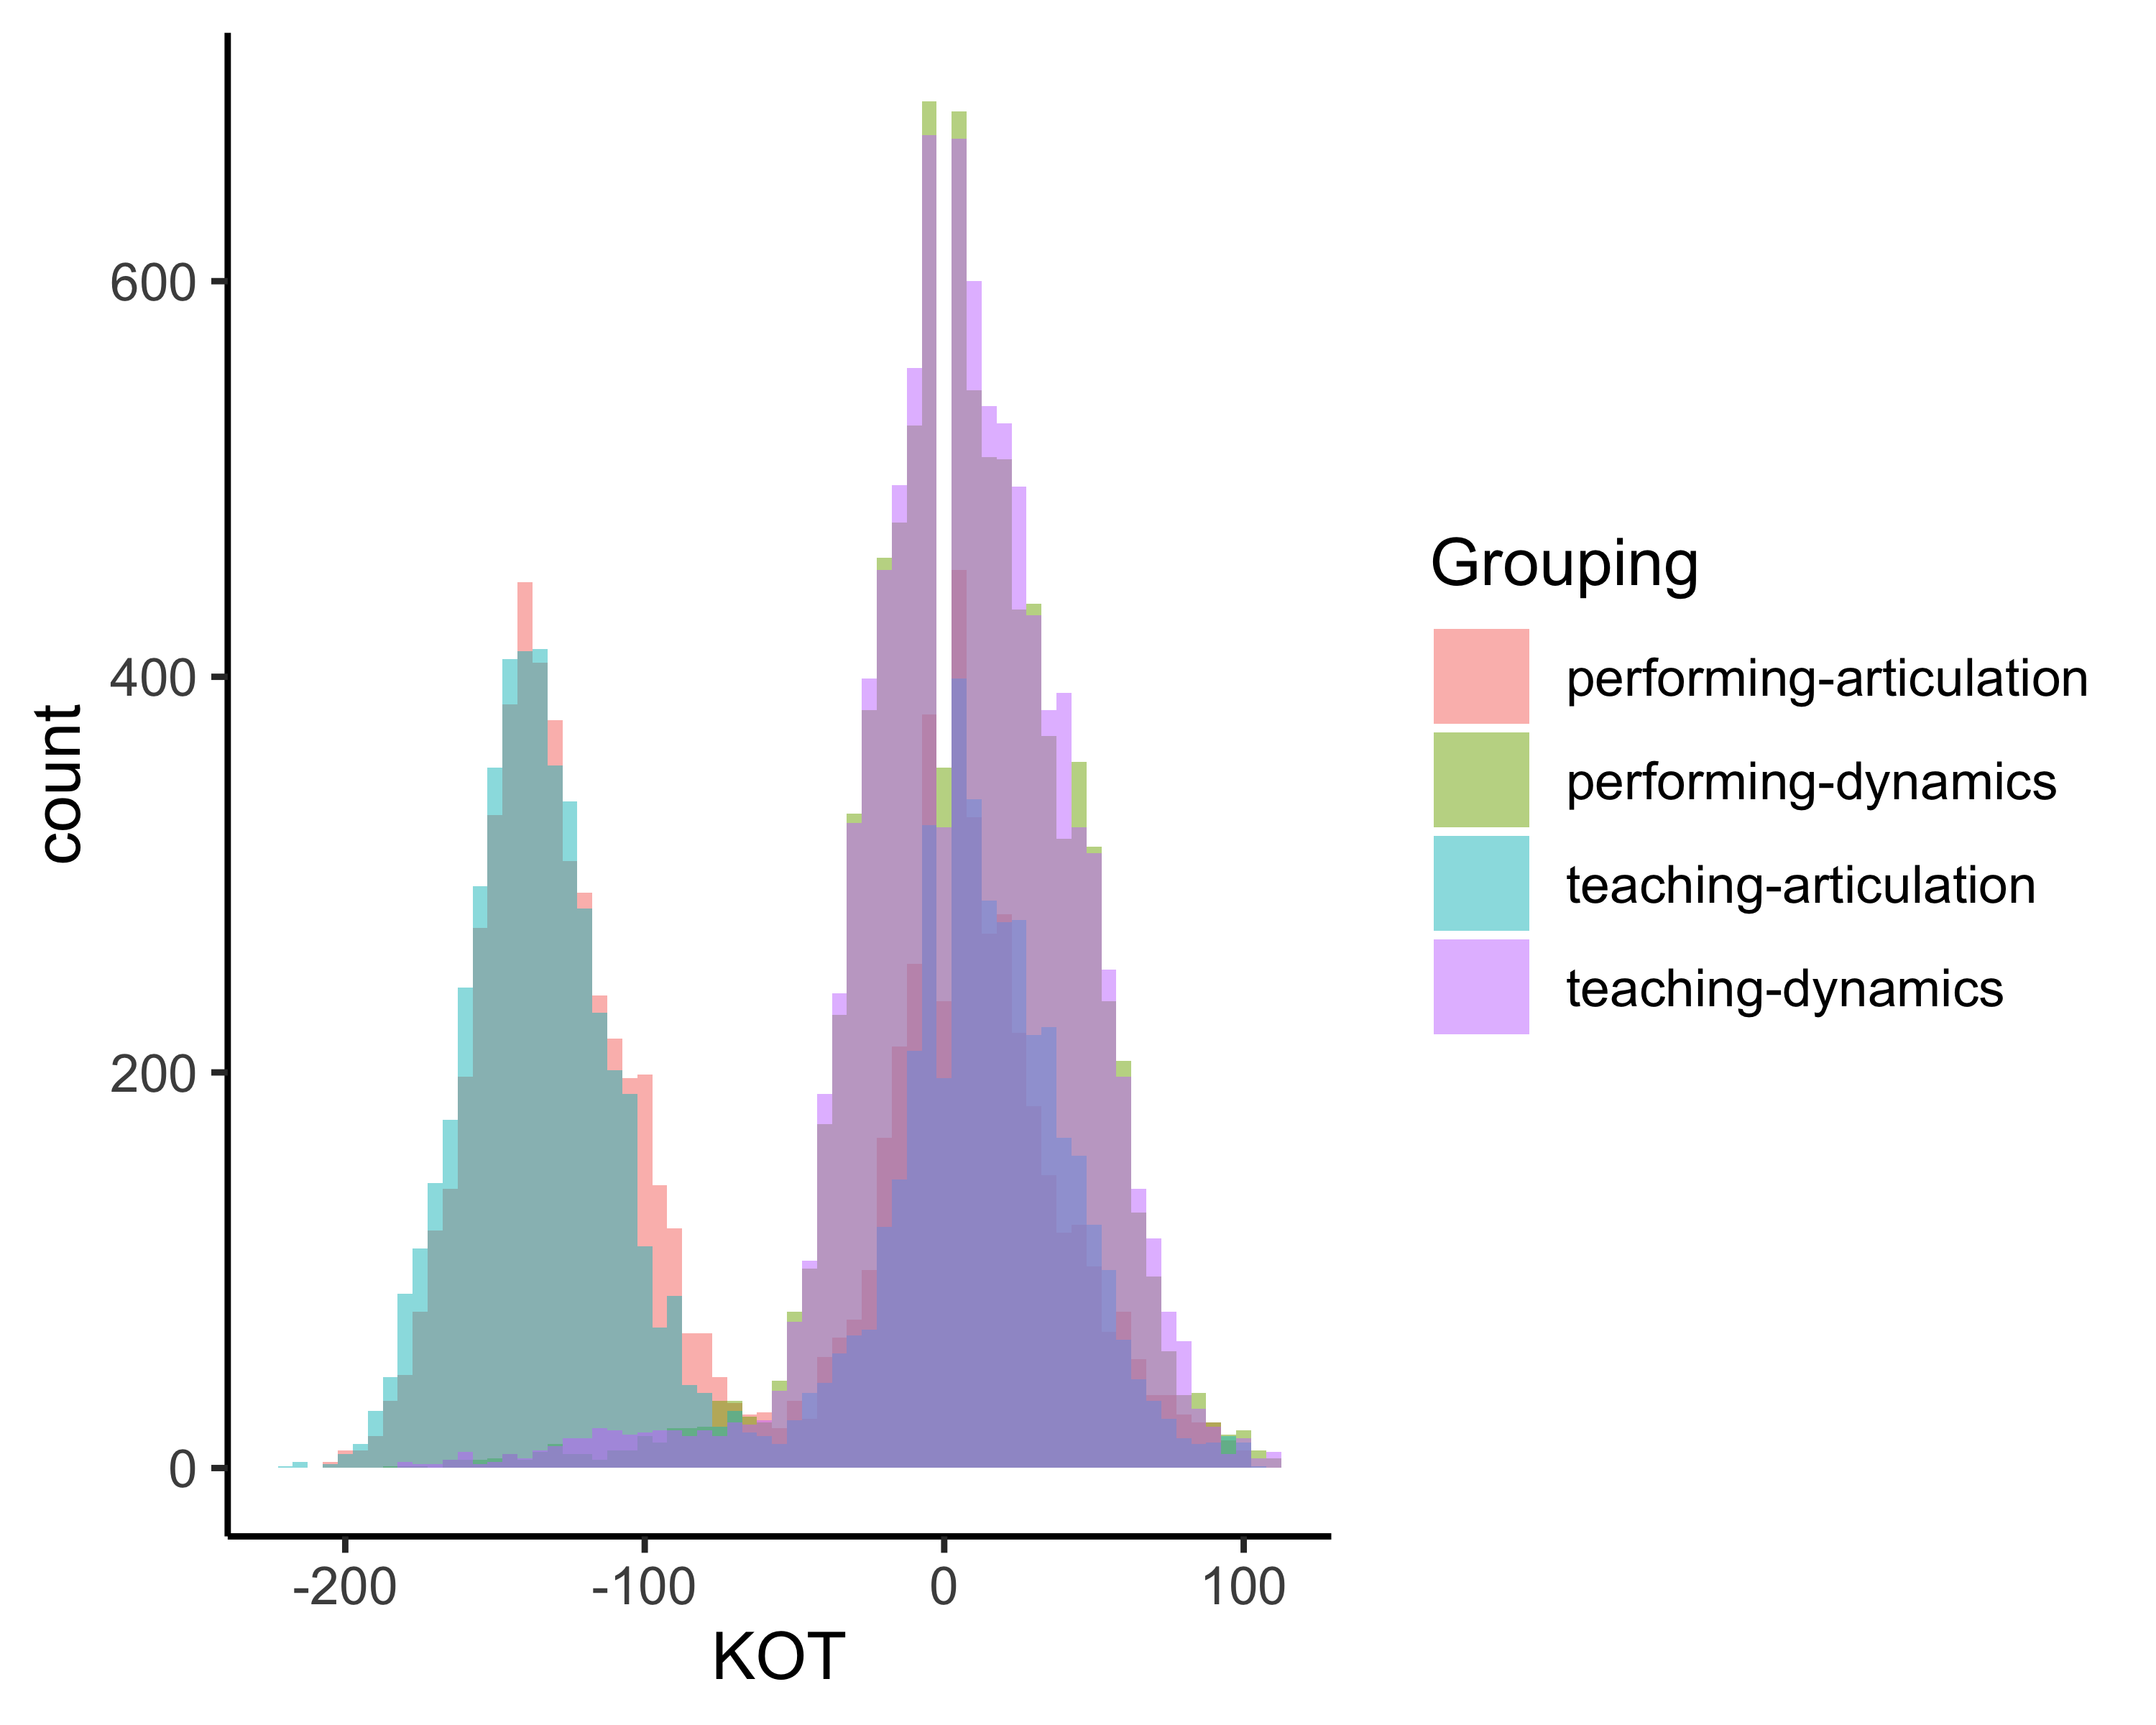 600
400
200
0
count
-200
-100
0
100
KOT
Grouping
performing-articulation
performing-dynamics
teaching-articulation
teaching-dynamics